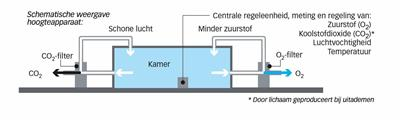 Schematische weergave
hoogteapparaat:
Centrale regeleenheid, meting en regeling van:
Zuurstof (O₂)
Koolstofdioxide (CO₂)*
Luchtvochtigheid
Temperatuur
Schone lucht
Minder zuurstof
CO₂-filter
O₂-filter
Kamer
CO₂
O₂
* Door lichaam geproduceerd bij uitademen